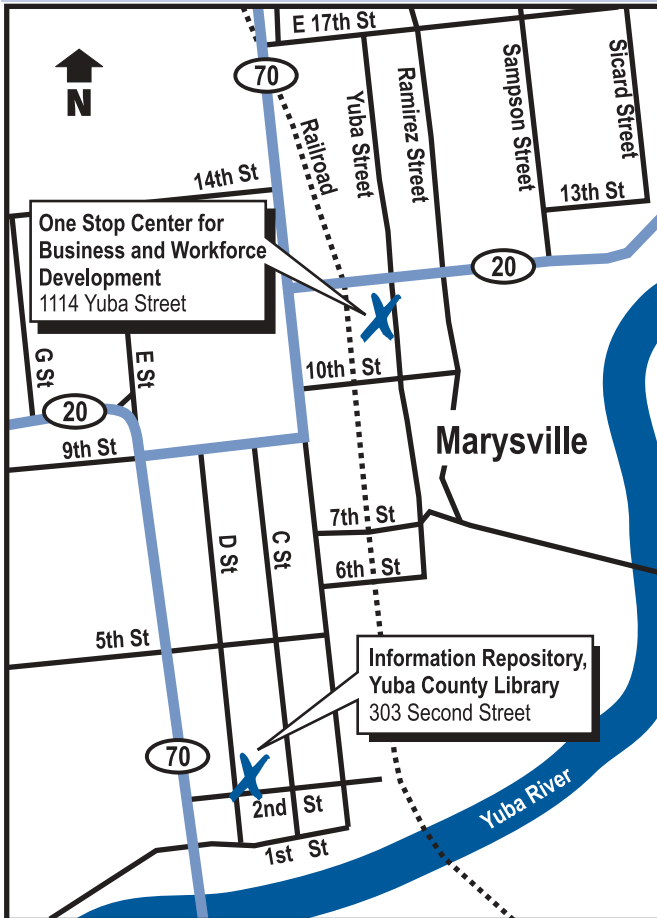 E 17th St
N
70
Railroad
Yuba Street
Ramirez Street
Sampson Street
Sicard Street
14th St
13th St
One Stop Center for
Business and Workforce
Development
1114 Yuba Street
20
G St
E St
10th St
20
9th St
Marysville
D St
C St
7th St
6th St
5th St
Information Repository,
Yuba County Library
303 Second Street
70
2nd St
1st St
Yuba River